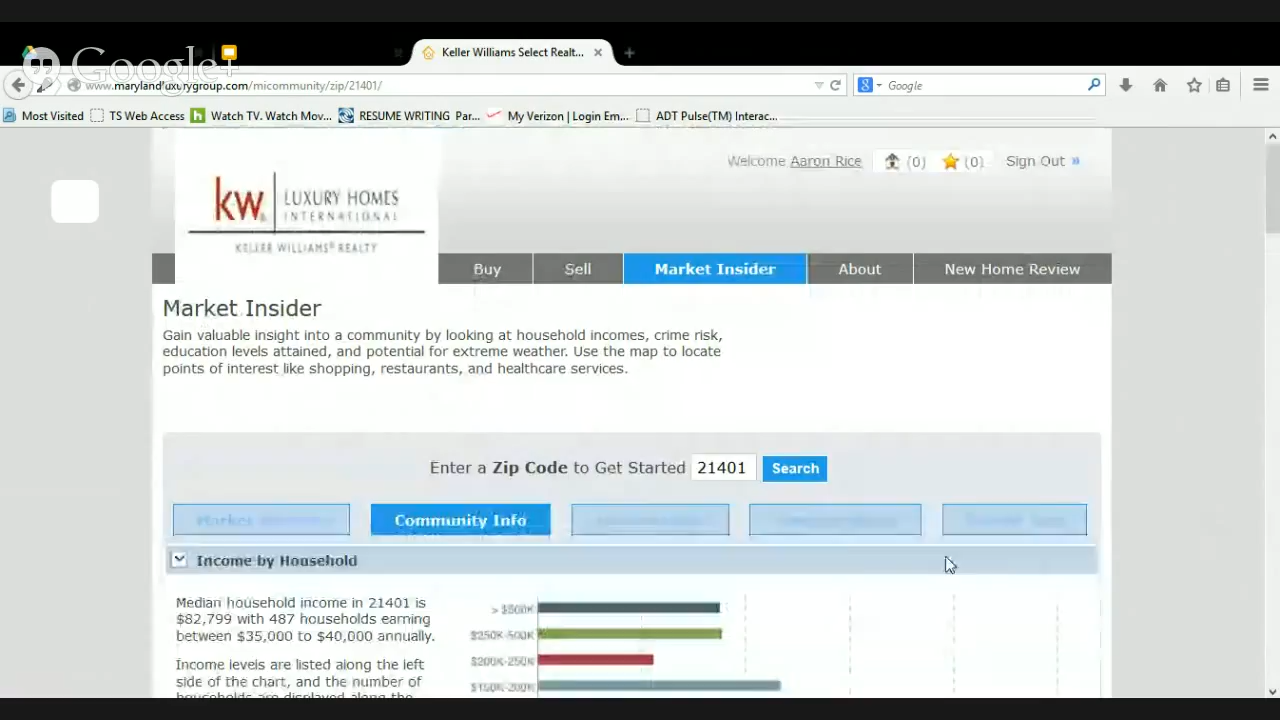 Google+
Keller Williams Select Realt...
www.marylandluxurygroup.com/micommunity/zip/21401/
Google
Most Visited
TS Web Access
Watch TV. Watch Mov...
RESUME WRITING Par...
My Verizon | Login Em...
ADT Pulse(TM) Interac...
Welcome Aaron Rice
(0)
(0)
Sign Out »
kw
LUXURY HOMES
INTERNATIONAL
KELLER WILLIAMS® REALTY
Buy
Sell
Market Insider
About
New Home Review
Market Insider
Gain valuable insight into a community by looking at household incomes, crime risk,
education levels attained, and potential for extreme weather. Use the map to locate
points of interest like shopping, restaurants, and healthcare services.
Enter a Zip Code to Get Started
21401
Search
Community Info
Income by Household
Median household income in 21401 is
$82,799 with 487 households earning
between $35,000 to $40,000 annually.
Income levels are listed along the left
side of the chart, and the number of
households are displayed along the
> $500K
$250K-500K
$200K-250K
$150K-200K